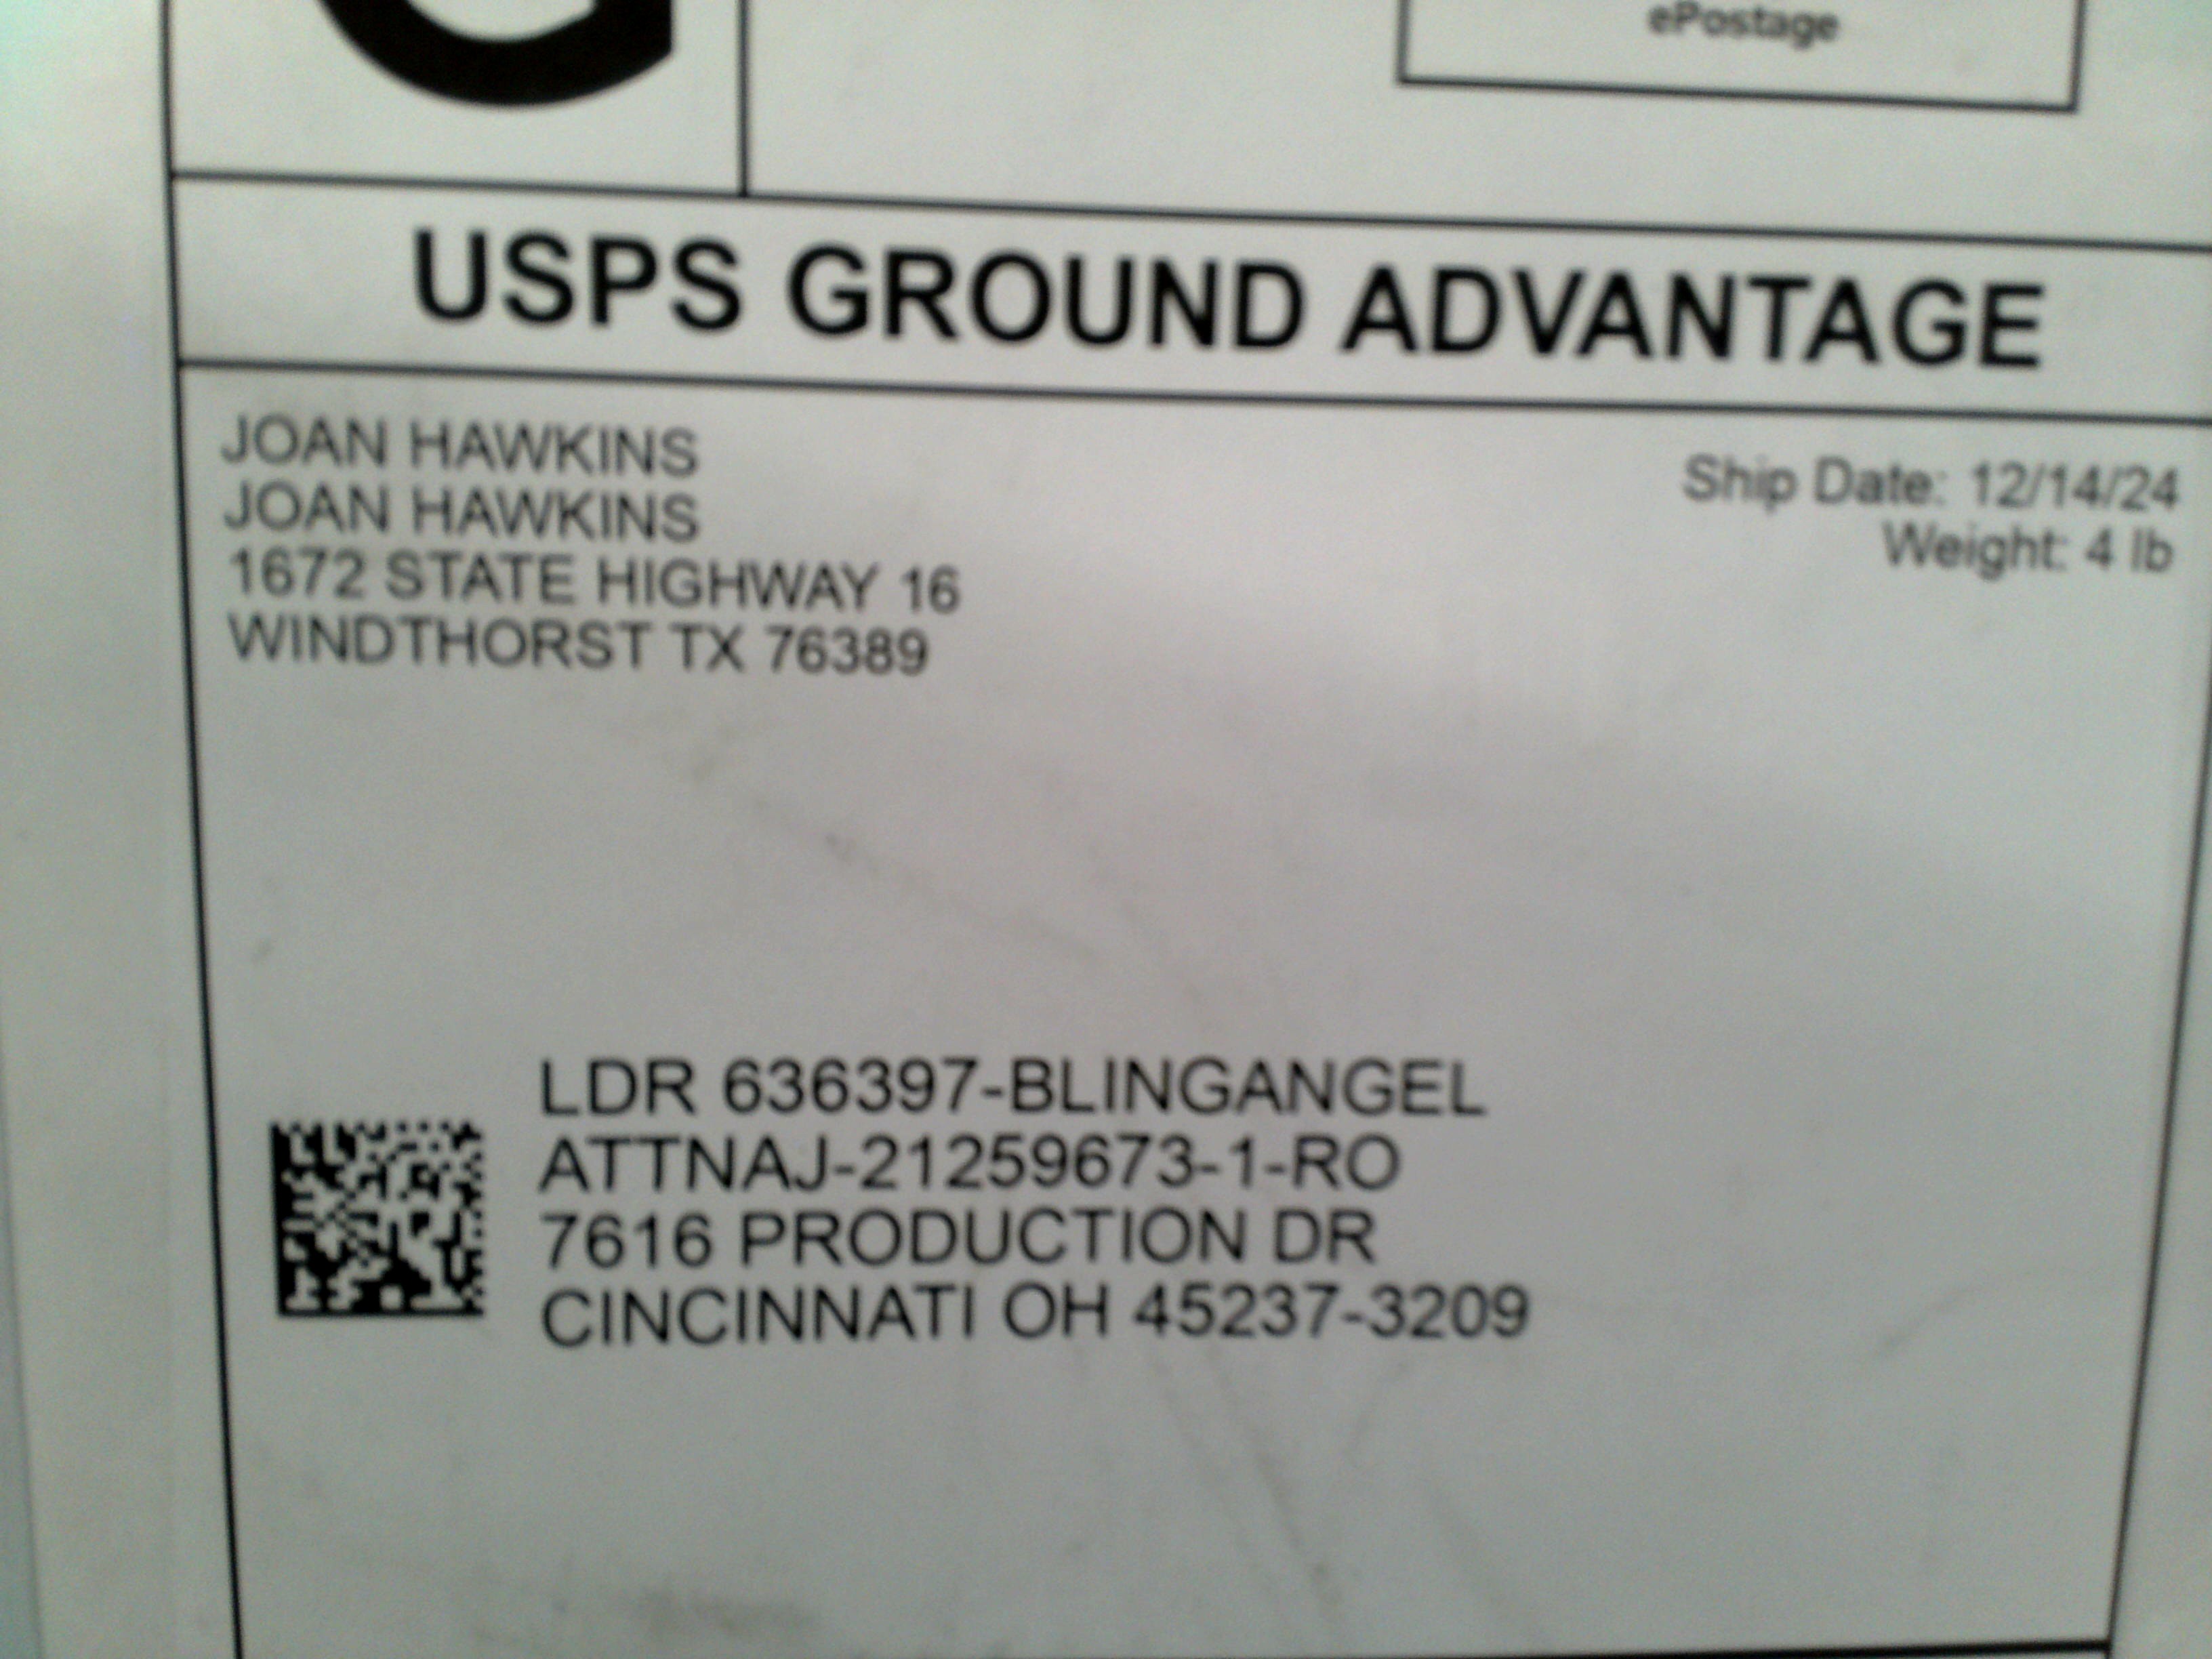 G
ePostage
USPS GROUND ADVANTAGE
JOAN HAWKINS
JOAN HAWKINS
1672 STATE HIGHWAY 16
WINDTHORST TX 76389
Ship Date: 12/14/24
Weight: 4 lb
LDR 636397-BLINGANGEL
ATTNAJ-21259673-1-RO
7616 PRODUCTION DR
CINCINNATI OH 45237-3209